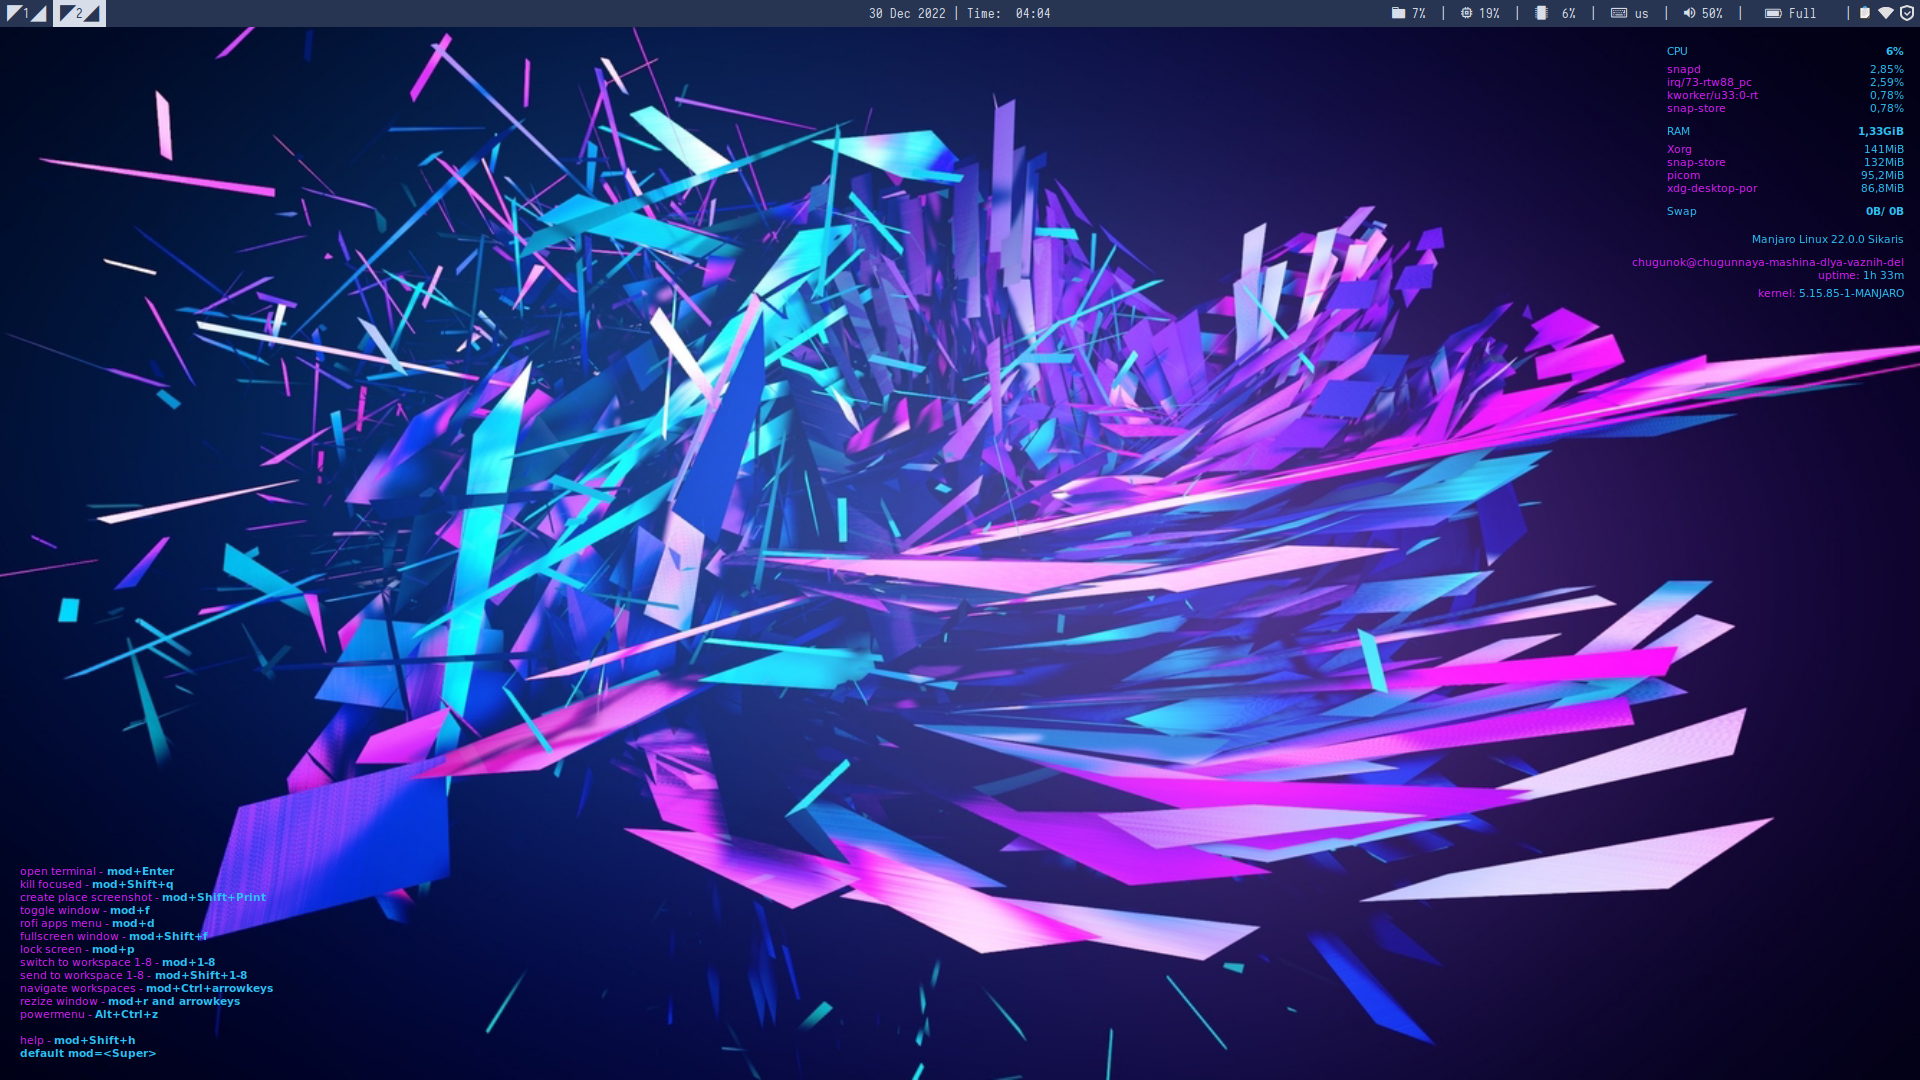 1 2 30 Dec 2022 | Time: 04:04 7% | 19% | 6% | us | 50% | Full |
CPU 6%
snapd 2,85%
irq/73-rtw88_pc 2,59%
kworker/u33:0-rt 0,78%
snap-store 0,78%
RAM 1,33GiB
Xorg 141MiB
snap-store 132MiB
picom 95,2MiB
xdg-desktop-por 86,8MiB
Swap 0B/ 0B
Manjaro Linux 22.0.0 Sikaris
chugunok@chugunnaya-mashina-dlya-vaznih-del
uptime: 1h 33m
kernel: 5.15.85-1-MANJARO
open terminal - mod+Enter
kill focused - mod+Shift+q
create place screenshot - mod+Shift+Print
toggle window - mod+f
rofi apps menu - mod+d
fullscreen window - mod+Shift+f
lock screen - mod+p
switch to workspace 1-8 - mod+1-8
send to workspace 1-8 - mod+Shift+1-8
navigate workspaces - mod+Ctrl+arrowkeys
rezize window - mod+r and arrowkeys
powermenu - Alt+Ctrl+z
help - mod+Shift+h
default mod=<Super>